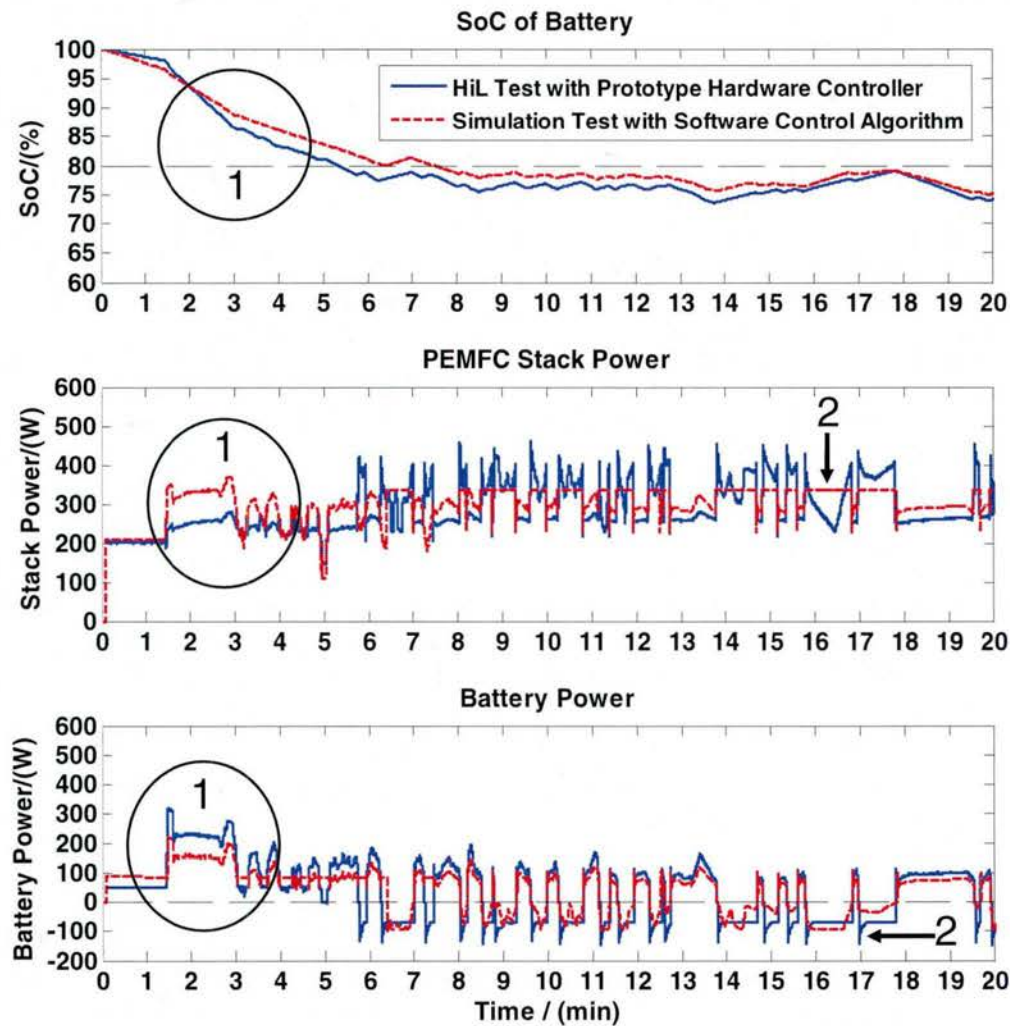 SoC of Battery
SoC/(%)
100
95
90
85
80
75
70
65
60
HiL Test with Prototype Hardware Controller
Simulation Test with Software Control Algorithm
1
0 1 2 3 4 5 6 7 8 9 10 11 12 13 14 15 16 17 18 19 20
PEMFC Stack Power
Stack Power/(W)
600
500
400
300
200
100
0
1
2
0 1 2 3 4 5 6 7 8 9 10 11 12 13 14 15 16 17 18 19 20
Battery Power
Battery Power/(W)
600
500
400
300
200
100
0
-100
-200
1
2
0 1 2 3 4 5 6 7 8 9 10 11 12 13 14 15 16 17 18 19 20
Time / (min)